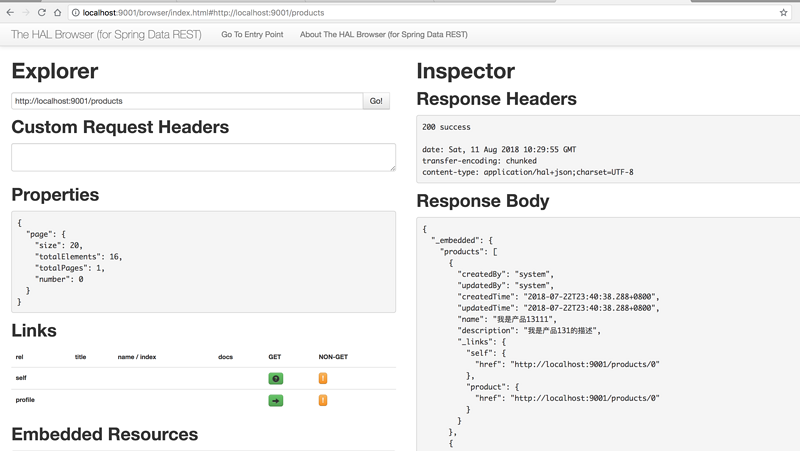 localhost:9001/browser/index.html#http://localhost:9001/products
The HAL Browser (for Spring Data REST) Go To Entry Point About The HAL Browser (for Spring Data REST)
Explorer
http://localhost:9001/products Go!
Custom Request Headers
Properties
{
"page": {
"size": 20,
"totalElements": 16,
"totalPages": 1,
"number": 0
}
}
Links
rel title name / index docs GET NON-GET
self !
profile !
Embedded Resources
Inspector
Response Headers
200 success
date: Sat, 11 Aug 2018 10:29:55 GMT
transfer-encoding: chunked
content-type: application/hal+json;charset=UTF-8
Response Body
{
"_embedded": {
"products": [
{
"createdBy": "system",
"updatedBy": "system",
"createdTime": "2018-07-22T23:40:38.288+0800",
"updatedTime": "2018-07-22T23:40:38.288+0800",
"name": "我是产品13111",
"description": "我是产品131的描述",
"_links": {
"self": {
"href": "http://localhost:9001/products/0"
},
"product": {
"href": "http://localhost:9001/products/0"
}
}
},
{